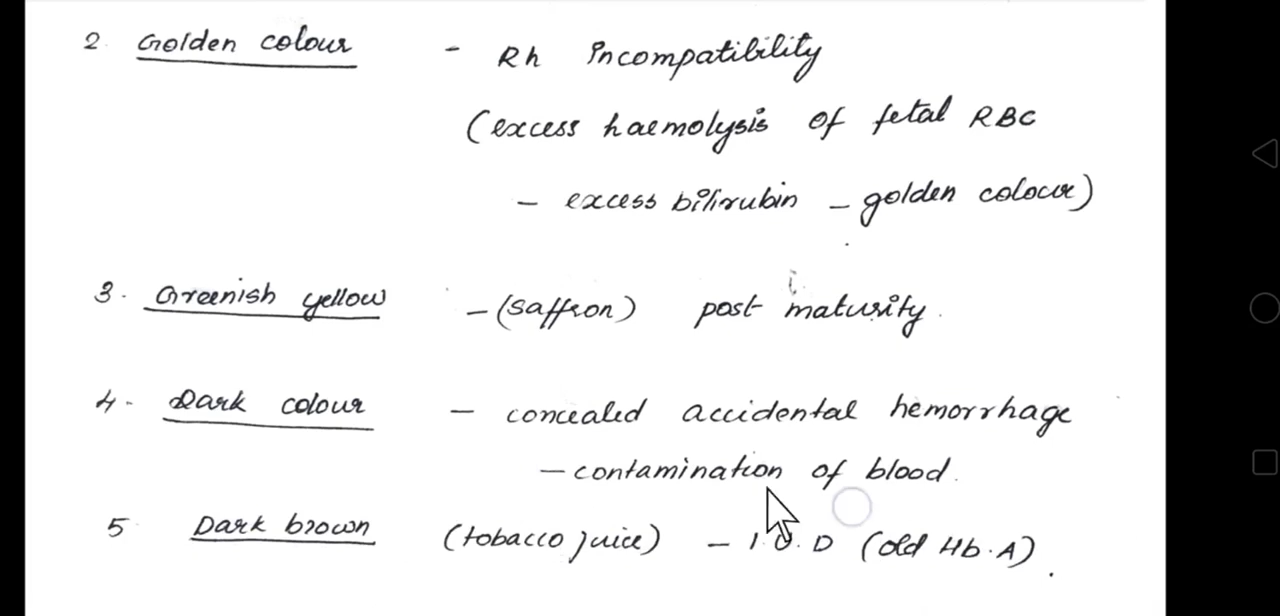 2. Golden colour - Rh incompatibility
(excess haemolysis of fetal RBC
- excess bilirubin - golden colour)
3. Greenish yellow - (saffron) post maturity.
4. Dark colour - concealed accidental hemorrhage
- contamination of blood.
5 Dark brown (tobacco juice) - I.U.D (old Hb.A).